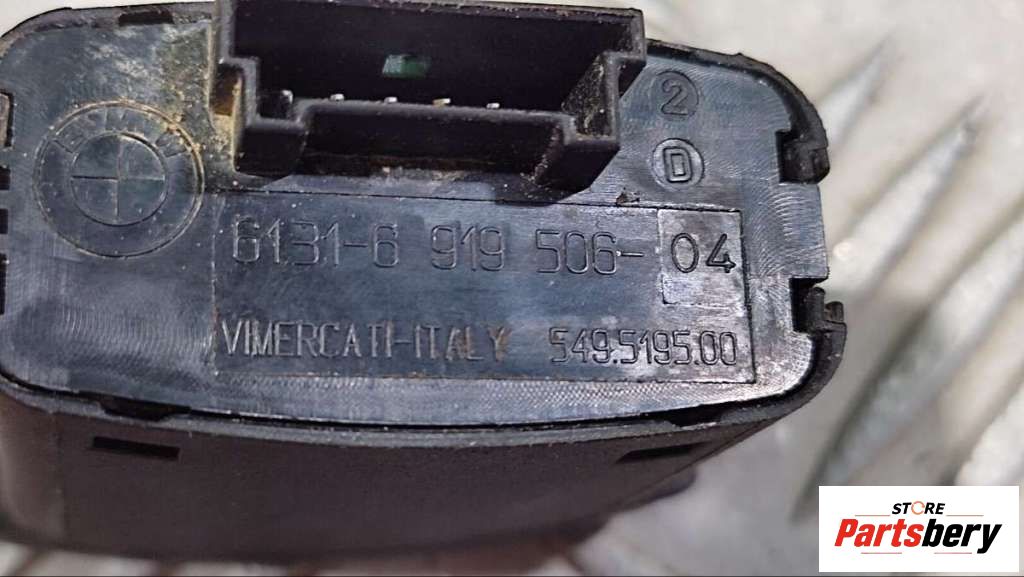 2
D
6131-6 919 506- 04
VIMERCATI-ITALY 549.5195.00
STORE
Partsbery